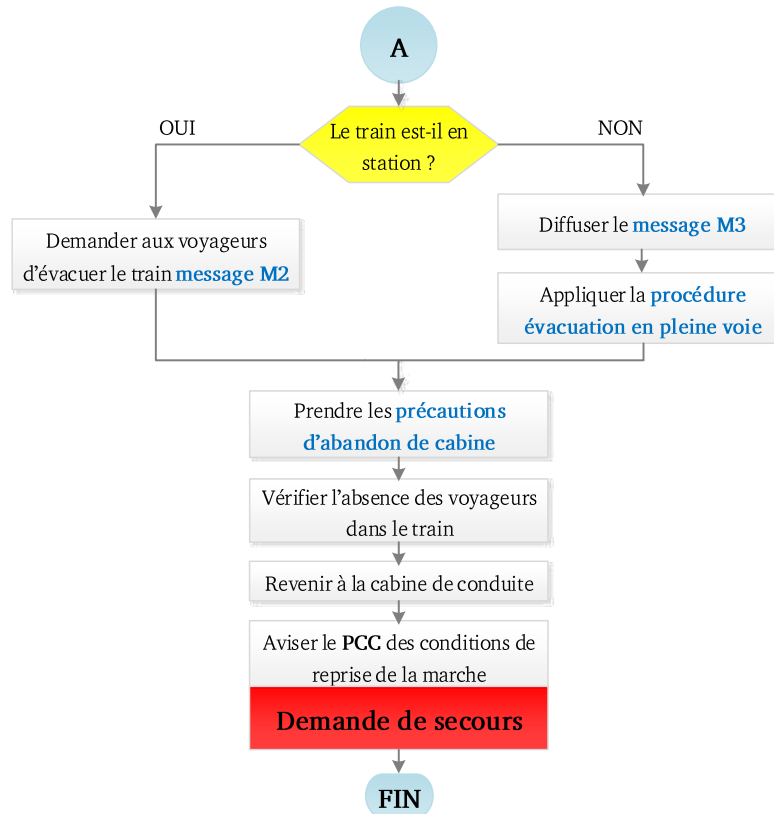 A
OUI
Le train est-il en
station ?
NON
Demander aux voyageurs
d'évacuer le train message M2
Diffuser le message M3
Appliquer la procédure
évacuation en pleine voie
Prendre les précautions
d'abandon de cabine
Vérifier l'absence des voyageurs
dans le train
Revenir à la cabine de conduite
Aviser le PCC des conditions de
reprise de la marche
Demande de secours
FIN